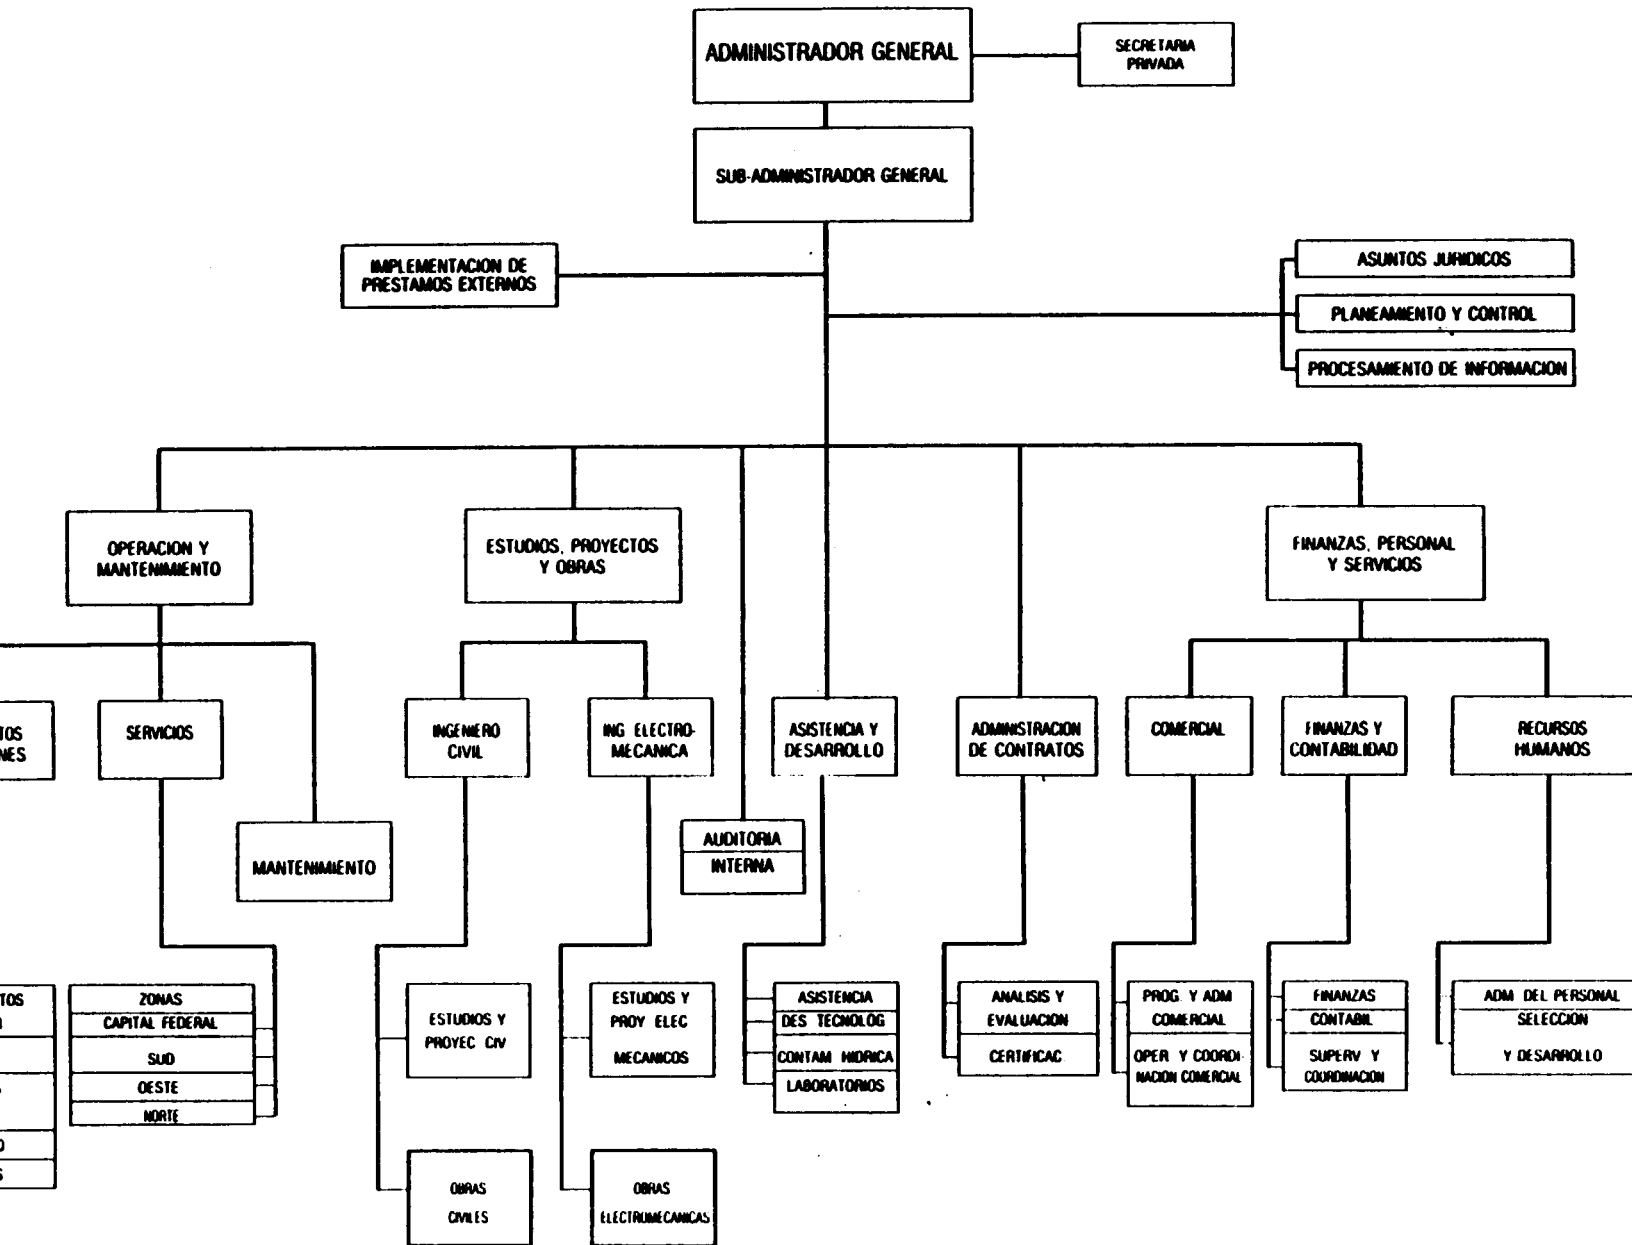 ADMINISTRADOR GENERAL
SECRETARIA
PRIVADA
SUB-ADMINISTRADOR GENERAL
IMPLEMENTACION DE
PRESTAMOS EXTERNOS
ASUNTOS JURIDICOS
PLANEAMIENTO Y CONTROL
PROCESAMIENTO DE INFORMACION
OPERACION Y
MANTENIMIENTO
ESTUDIOS, PROYECTOS
Y OBRAS
FINANZAS, PERSONAL
Y SERVICIOS
TOS
NES
SERVICIOS
INGENIERO
CIVIL
ING ELECTRO-
MECANICA
ASISTENCIA Y
DESARROLLO
ADMINISTRACION
DE CONTRATOS
COMERCIAL
FINANZAS Y
CONTABILIDAD
RECURSOS
HUMANOS
MANTENIMIENTO
AUDITORIA
INTERNA
TOS
ZONAS
CAPITAL FEDERAL
SUD
OESTE
NORTE
ESTUDIOS Y
PROYEC CIV
ESTUDIOS Y
PROY ELEC
MECANICOS
ASISTENCIA
DES TECNOLOG
CONTAM HIDRICA
LABORATORIOS
ANALISIS Y
EVALUACION
CERTIFICAC
PROG. Y ADM
COMERCIAL
OPER Y COORDI-
NACION COMERCIAL
FINANZAS
CONTABIL
SUPERV Y
COORDINACION
ADM DEL PERSONAL
SELECCION
Y DESARROLLO
OBRAS
CIVILES
OBRAS
ELECTROMECANICAS